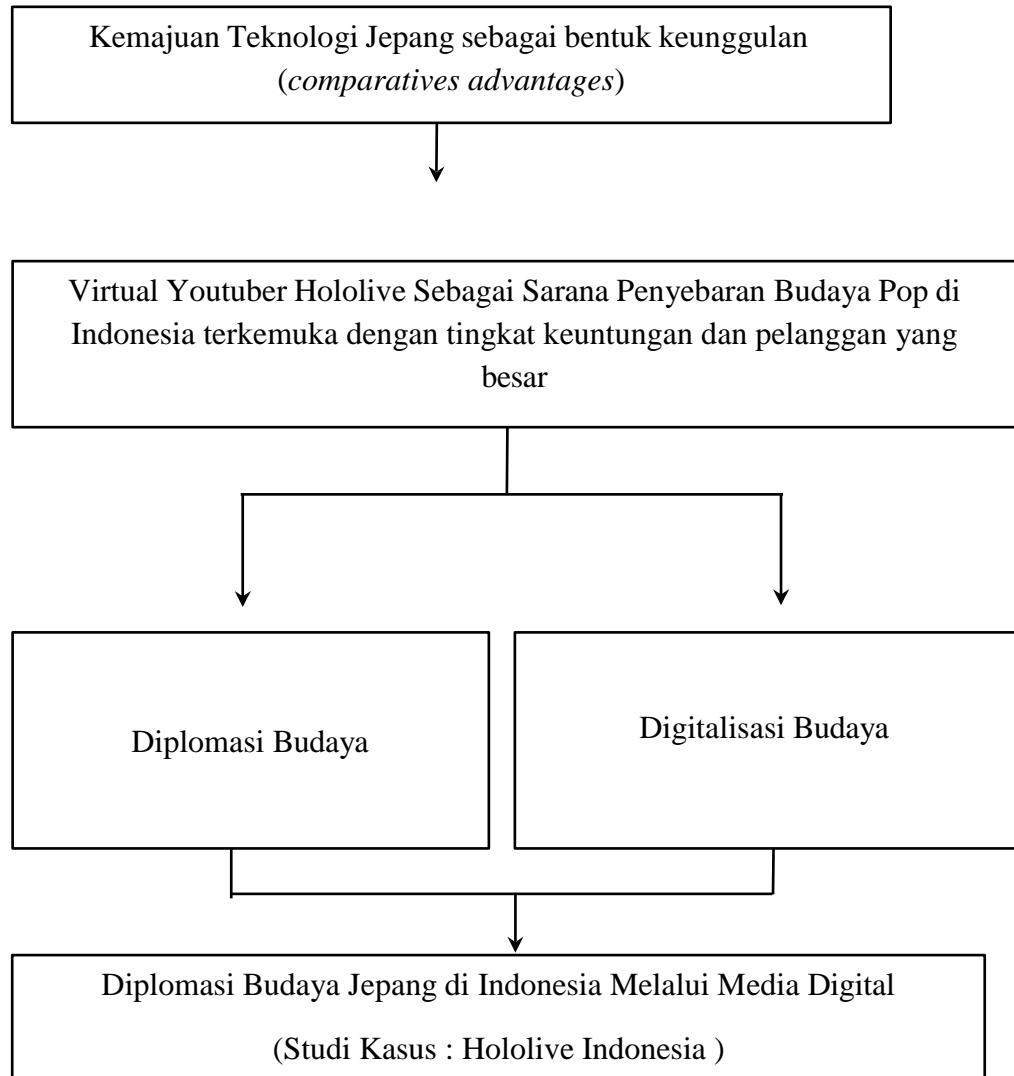 Kemajuan Teknologi Jepang sebagai bentuk keunggulan
(comparatives advantages)
Virtual Youtuber Hololive Sebagai Sarana Penyebaran Budaya Pop di
Indonesia terkemuka dengan tingkat keuntungan dan pelanggan yang
besar
Diplomasi Budaya
Digitalisasi Budaya
Diplomasi Budaya Jepang di Indonesia Melalui Media Digital
(Studi Kasus : Hololive Indonesia )